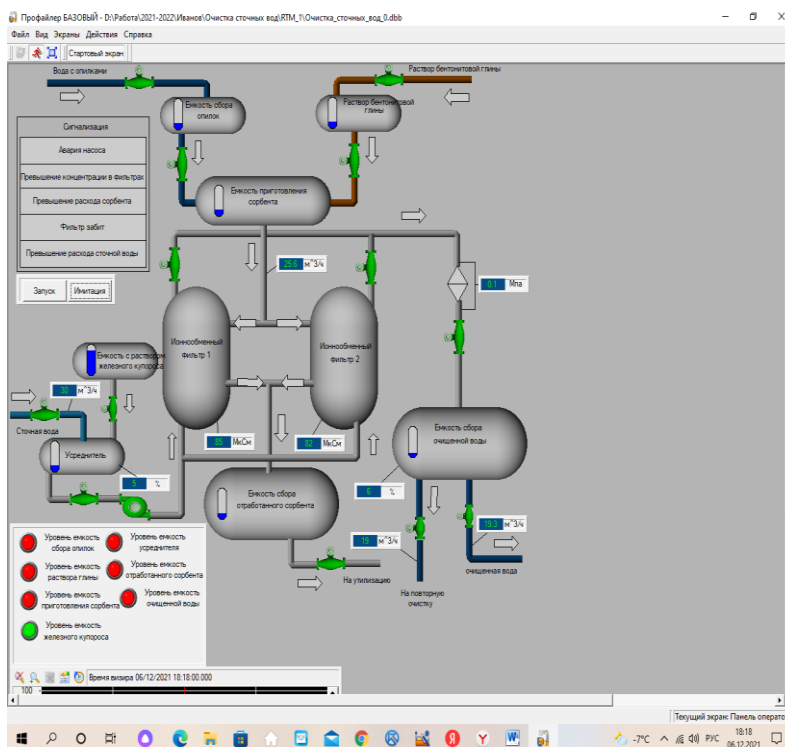 Профайлер БАЗОВЫЙ - D:\Работа\2021-2022\Иванов\Очистка сточных вод\RTM_1\Очистка_сточных_вод_0.dbb
Файл Вид Экраны Действия Справка
Стартовый экран
Вода с опилками
Раствор бентонитовой глины
Емкость сбора
опилок
Раствор бентонитовой
глины
Сигнализация
Авария насоса
Превышение концентрации в фильтрах
Превышение расхода сорбента
Фильтр забит
Превышение расхода сточной воды
Емкость приготовления
сорбента
25.6 м^3/ч
0.1 Мпа
Запуск
Имитация
Ионнообменный
фильтр 1
Ионнообменный
фильтр 2
Емкость с раствором
железного купороса
30 м^3/ч
Сточная вода
Усреднитель
5 %
85 МкСм
82 МкСм
Емкость сбора
очищенной воды
6 %
Емкость сбора
отработанного сорбента
19 м^3/ч
19.3 м^3/ч
На утилизацию
На повторную
очистку
очищенная вода
Уровень емкость
сбора опилок
Уровень емкость
усреднителя
Уровень емкость
раствора глины
Уровень емкость
отработанного сорбента
Уровень емкость
приготовления сорбента
Уровень емкость
очищенной воды
Уровень емкость
железного купороса
Время визира 06/12/2021 18:18:00.000
100
Текущий экран: Панель операто
-7°C
РУС
18:18
06.12.2021